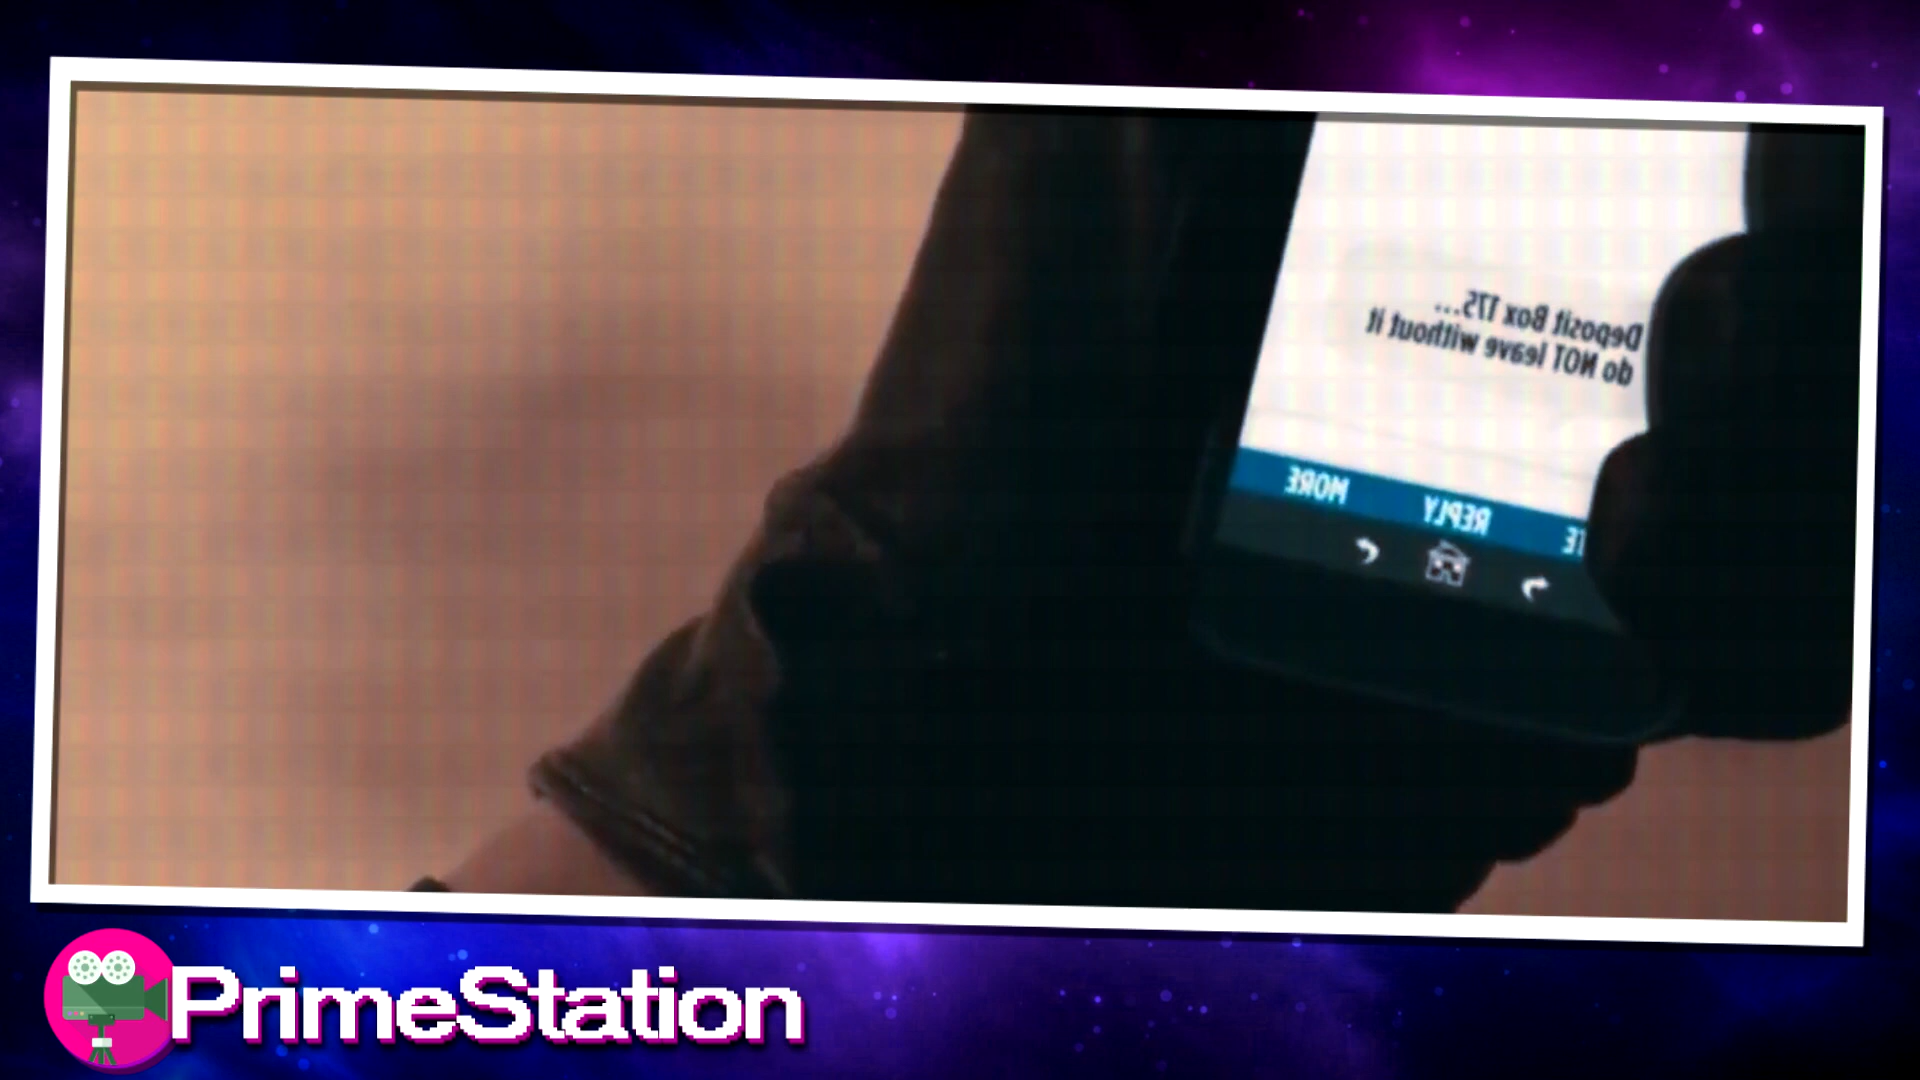 Deposit Box 175...
do NOT leave without it
REPLY MORE
PrimeStation